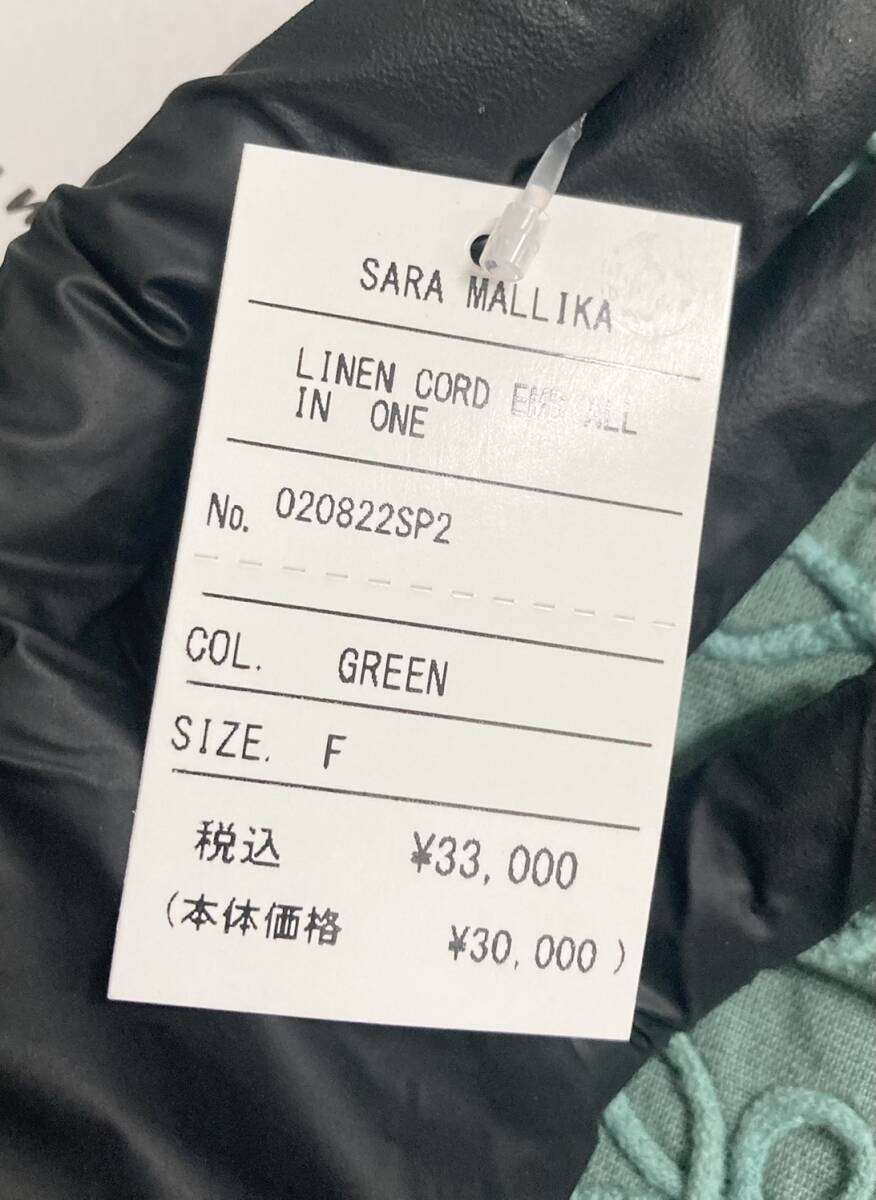 SARA MALLIKA
LINEN CORD EMB ALL
IN ONE
No. 020822SP2
COL. GREEN
SIZE. F
税込 ¥33,000
(本体価格 ¥30,000)